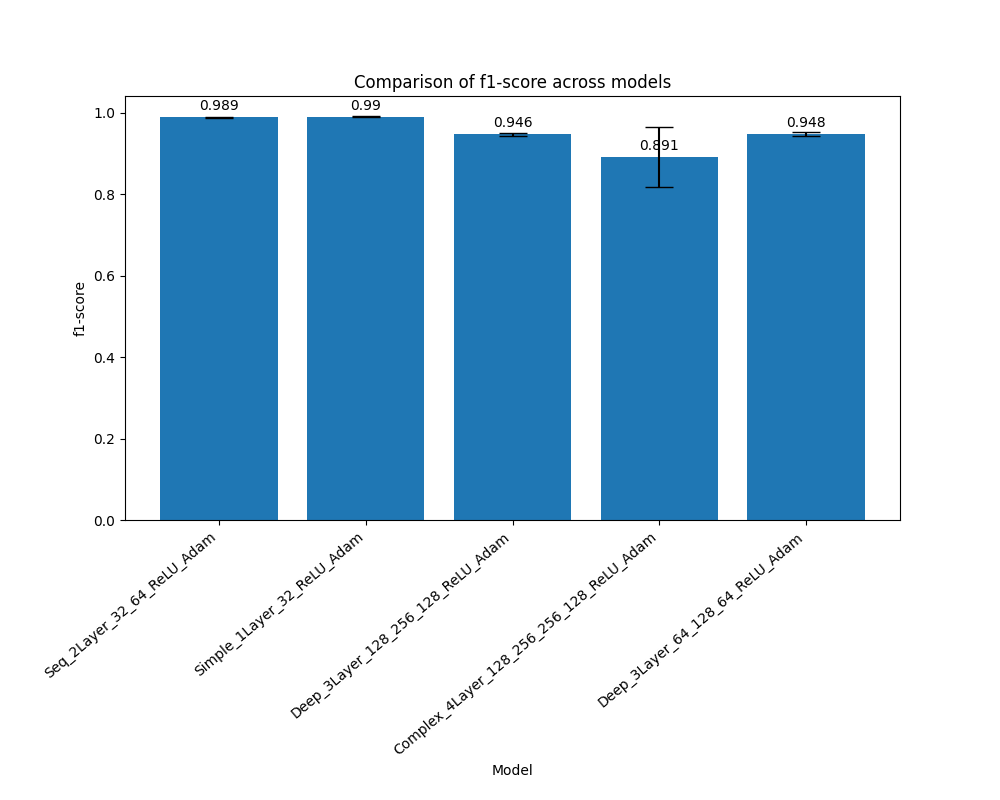 Comparison of f1-score across models
f1-score
1.0
0.8
0.6
0.4
0.2
0.0
0.989
0.99
0.946
0.891
0.948
Seq_2Layer_32_64_ReLU_Adam
Simple_1Layer_32_ReLU_Adam
Deep_3Layer_128_256_128_ReLU_Adam
Complex_4Layer_128_256_256_128_ReLU_Adam
Deep_3Layer_64_128_64_ReLU_Adam
Model